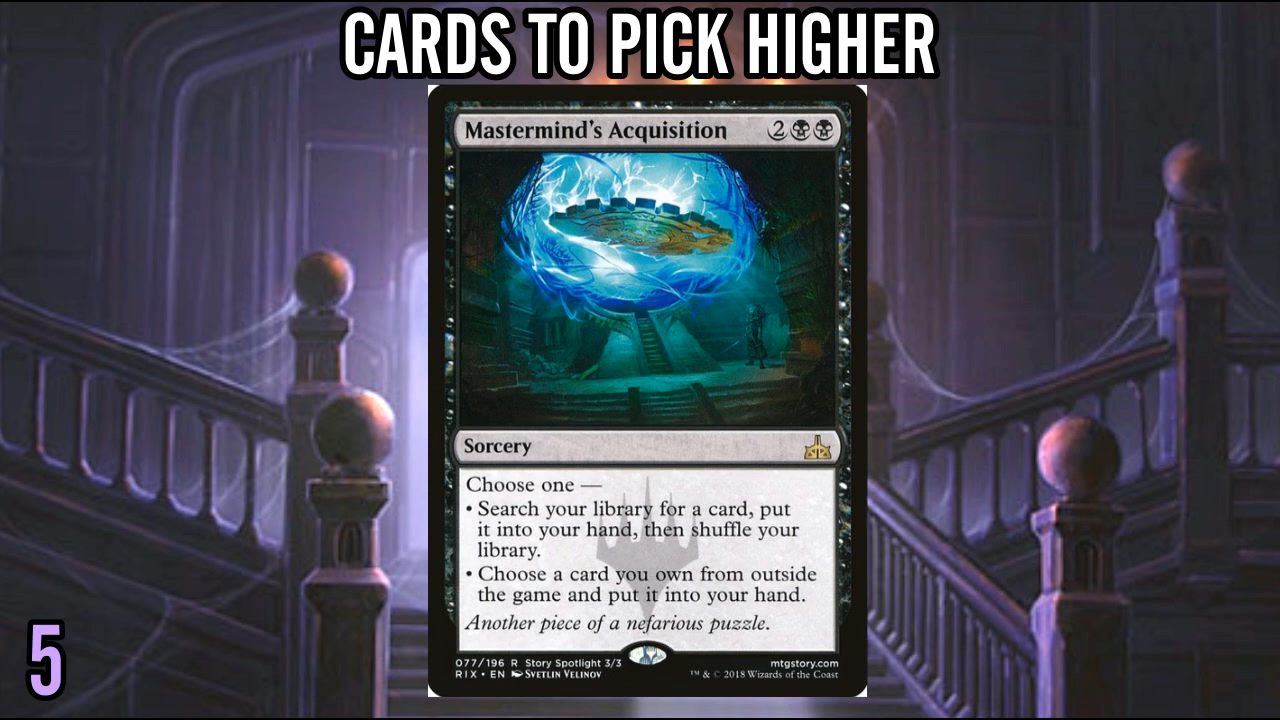 CARDS TO PICK HIGHER
Mastermind's Acquisition 2
Sorcery
Choose one —
• Search your library for a card, put
it into your hand, then shuffle your
library.
• Choose a card you own from outside
the game and put it into your hand.
Another piece of a nefarious puzzle.
077/196 R Story Spotlight 3/3
mtgstory.com
RIX • EN Svetlin Velinov
™ & © 2018 Wizards of the Coast
5